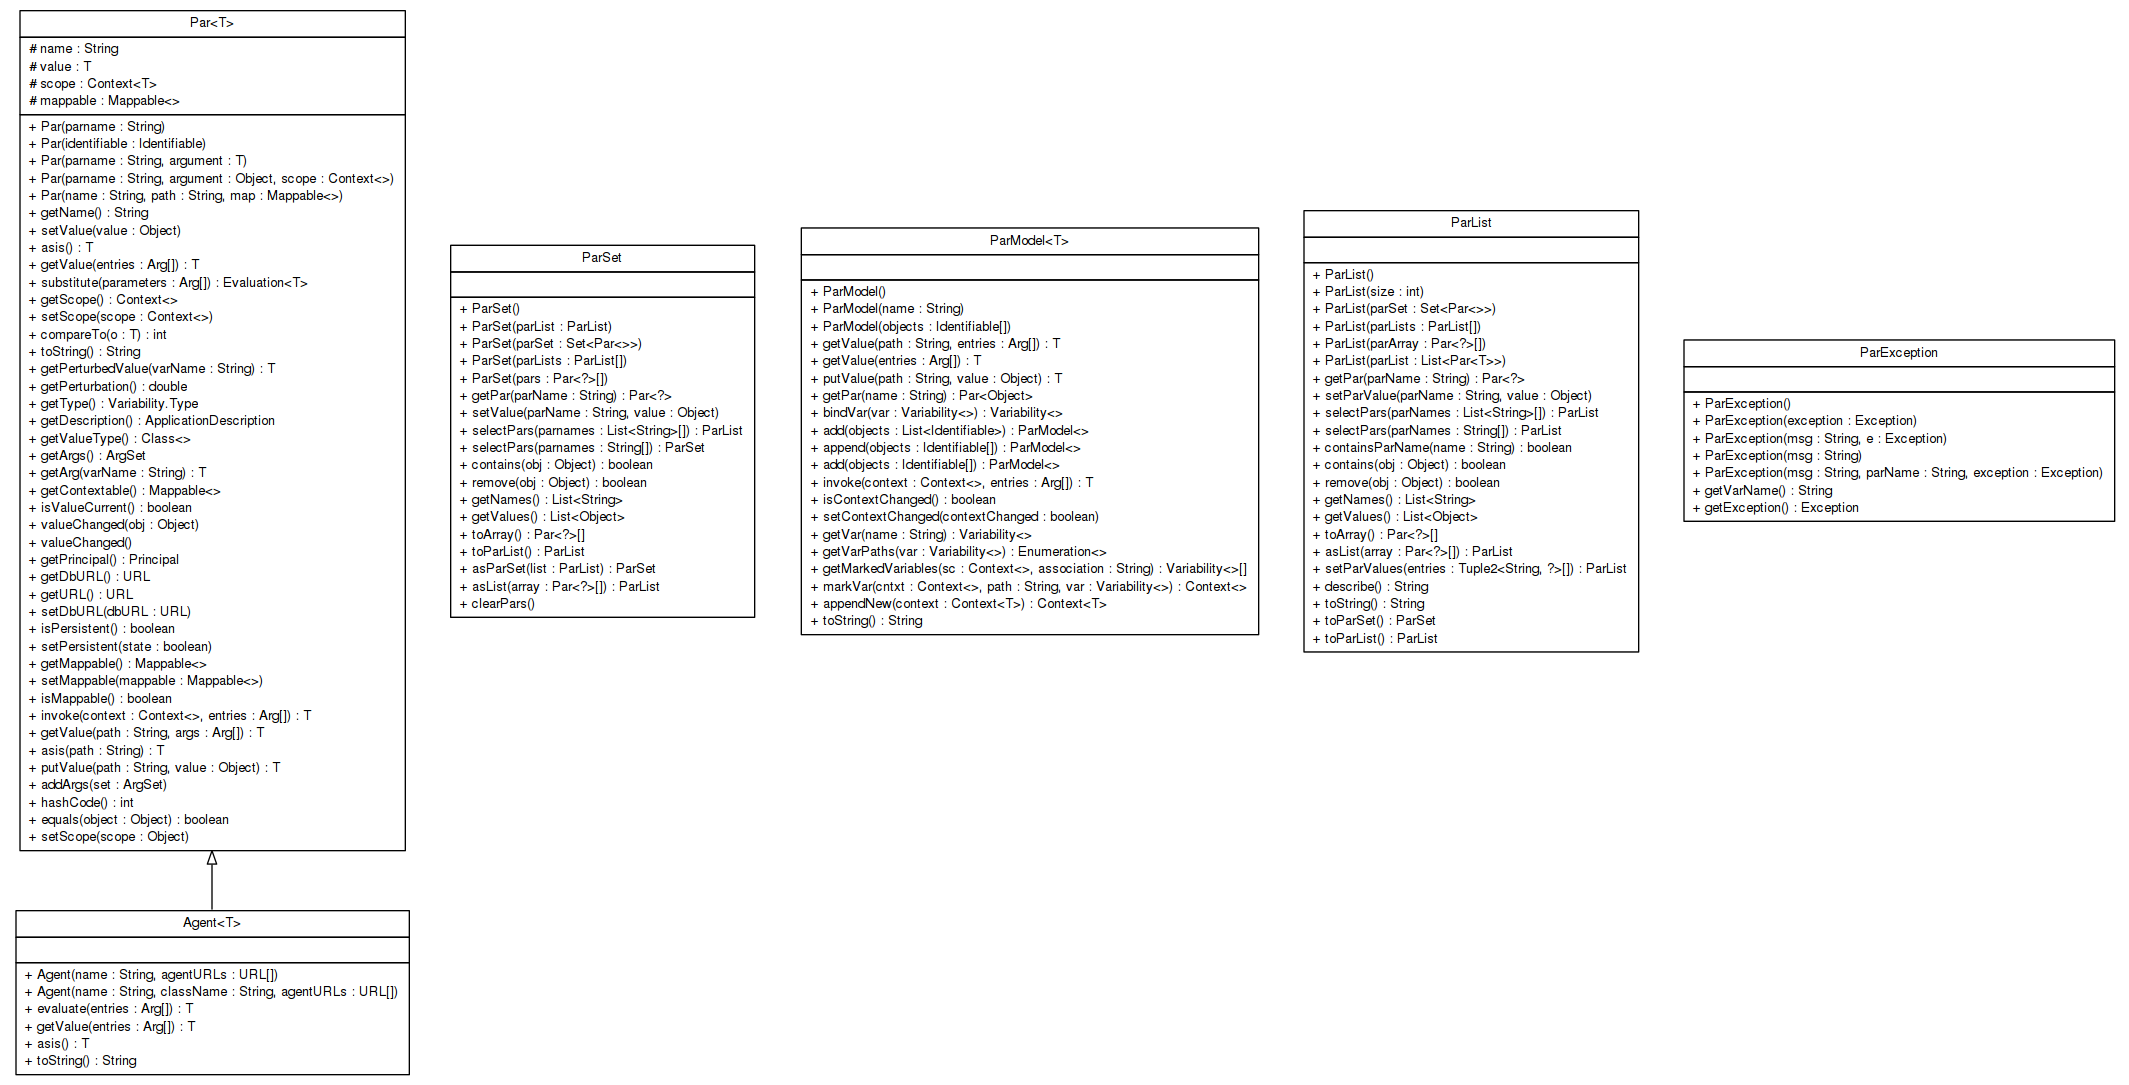 Par<T>
# name : String
# value : T
# scope : Context<T>
# mappable : Mappable<>
+ Par(parname : String)
+ Par(identifiable : Identifiable)
+ Par(parname : String, argument : T)
+ Par(parname : String, argument : Object, scope : Context<>)
+ Par(name : String, path : String, map : Mappable<>)
+ getName() : String
+ setValue(value : Object)
+ asis() : T
+ getValue(entries : Arg[]) : T
+ substitute(parameters : Arg[]) : Evaluation<T>
+ getScope() : Context<>
+ setScope(scope : Context<>)
+ compareTo(o : T) : int
+ toString() : String
+ getPerturbedValue(varName : String) : T
+ getPerturbation() : double
+ getType() : Variability.Type
+ getDescription() : ApplicationDescription
+ getValueType() : Class<>
+ getArgs() : ArgSet
+ getArg(varName : String) : T
+ getContextable() : Mappable<>
+ isValueCurrent() : boolean
+ valueChanged(obj : Object)
+ valueChanged()
+ getPrincipal() : Principal
+ getDbURL() : URL
+ getURL() : URL
+ setDbURL(dbURL : URL)
+ isPersistent() : boolean
+ setPersistent(state : boolean)
+ getMappable() : Mappable<>
+ setMappable(mappable : Mappable<>)
+ isMappable() : boolean
+ invoke(context : Context<>, entries : Arg[]) : T
+ getValue(path : String, args : Arg[]) : T
+ asis(path : String) : T
+ putValue(path : String, value : Object) : T
+ addArgs(set : ArgSet)
+ hashCode() : int
+ equals(object : Object) : boolean
+ setScope(scope : Object)
Agent<T>
+ Agent(name : String, agentURLs : URL[])
+ Agent(name : String, className : String, agentURLs : URL[])
+ evaluate(entries : Arg[]) : T
+ getValue(entries : Arg[]) : T
+ asis() : T
+ toString() : String
ParSet
+ ParSet()
+ ParSet(parList : ParList)
+ ParSet(parSet : Set<Par<>>)
+ ParSet(parLists : ParList[])
+ ParSet(pars : Par<?>[])
+ getPar(parName : String) : Par<?>
+ setValue(parName : String, value : Object)
+ selectPars(parnames : List<String>[]) : ParList
+ selectPars(parnames : String[]) : ParSet
+ contains(obj : Object) : boolean
+ remove(obj : Object) : boolean
+ getNames() : List<String>
+ getValues() : List<Object>
+ toArray() : Par<?>[]
+ toParList() : ParList
+ asParSet(list : ParList) : ParSet
+ asList(array : Par<?>[]) : ParList
+ clearPars()
ParModel<T>
+ ParModel()
+ ParModel(name : String)
+ ParModel(objects : Identifiable[])
+ getValue(path : String, entries : Arg[]) : T
+ getValue(entries : Arg[]) : T
+ putValue(path : String, value : Object) : T
+ getPar(name : String) : Par<Object>
+ bindVar(var : Variability<>) : Variability<>
+ add(objects : List<Identifiable>) : ParModel<>
+ append(objects : Identifiable[]) : ParModel<>
+ add(objects : Identifiable[]) : ParModel<>
+ invoke(context : Context<>, entries : Arg[]) : T
+ isContextChanged() : boolean
+ setContextChanged(contextChanged : boolean)
+ getVar(name : String) : Variability<>
+ getVarPaths(var : Variability<>) : Enumeration<>
+ getMarkedVariables(sc : Context<>, association : String) : Variability<>[]
+ markVar(cntxt : Context<>, path : String, var : Variability<>) : Context<>
+ appendNew(context : Context<T>) : Context<T>
+ toString() : String
ParList
+ ParList()
+ ParList(size : int)
+ ParList(parSet : Set<Par<>>)
+ ParList(parLists : ParList[])
+ ParList(parArray : Par<?>[])
+ ParList(parList : List<Par<T>>)
+ getPar(parName : String) : Par<?>
+ setParValue(parName : String, value : Object)
+ selectPars(parNames : List<String>[]) : ParList
+ selectPars(parNames : String[]) : ParList
+ containsParName(name : String) : boolean
+ contains(obj : Object) : boolean
+ remove(obj : Object) : boolean
+ getNames() : List<String>
+ getValues() : List<Object>
+ toArray() : Par<?>[]
+ asList(array : Par<?>[]) : ParList
+ setParValues(entries : Tuple2<String, ?>[]) : ParList
+ describe() : String
+ toString() : String
+ toParSet() : ParSet
+ toParList() : ParList
ParException
+ ParException()
+ ParException(exception : Exception)
+ ParException(msg : String, e : Exception)
+ ParException(msg : String)
+ ParException(msg : String, parName : String, exception : Exception)
+ getVarName() : String
+ getException() : Exception